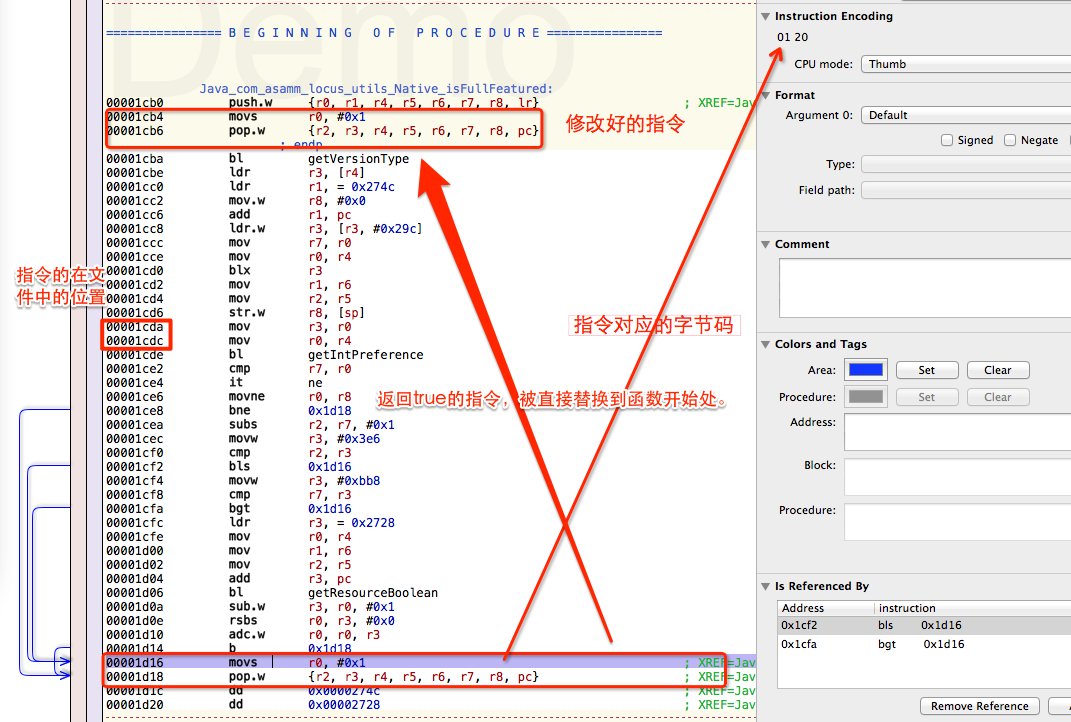 Demo
================ B E G I N N I N G   O F   P R O C E D U R E ================
Java_com_asamm_locus_utils_Native_isFullFeatured:
00001cb0 push.w {r0, r1, r4, r5, r6, r7, r8, lr} ; XREF=Jav
00001cb4 movs r0, #0x1
00001cb6 pop.w {r2, r3, r4, r5, r6, r7, r8, pc}
; endp
修改好的指令
00001cba bl getVersionType
00001cbe ldr r3, [r4]
00001cc0 ldr r1, = 0x274c
00001cc2 mov.w r8, #0x0
00001cc6 add r1, pc
00001cc8 ldr.w r3, [r3, #0x29c]
00001ccc mov r7, r0
00001cce mov r0, r4
00001cd0 blx r3
00001cd2 mov r1, r6
00001cd4 mov r2, r5
00001cd6 str.w r8, [sp]
00001cda mov r3, r0
00001cdc mov r0, r4
00001cde bl getIntPreference
00001ce2 cmp r7, r0
00001ce4 it ne
00001ce6 movne r0, r8
00001ce8 bne 0x1d18
00001cea subs r2, r7, #0x1
00001cec movw r3, #0x3e6
00001cf0 cmp r2, r3
00001cf2 bls 0x1d16
00001cf4 movw r3, #0xbb8
00001cf8 cmp r7, r3
00001cfa bgt 0x1d16
00001cfc ldr r3, = 0x2728
00001cfe mov r0, r4
00001d00 mov r1, r6
00001d02 mov r2, r5
00001d04 add r3, pc
00001d06 bl getResourceBoolean
00001d0a sub.w r3, r0, #0x1
00001d0e rsbs r0, r3, #0x0
00001d10 adc.w r0, r0, r3
00001d14 b 0x1d18
00001d16 movs r0, #0x1 ; XREF=Jav
00001d18 pop.w {r2, r3, r4, r5, r6, r7, r8, pc} ; XREF=Jav
00001d1c dd 0x0000274c ; XREF=Jav
00001d20 dd 0x00002728 ; XREF=Jav
指令的在文
件中的位置
指令对应的字节码
返回true的指令，被直接替换到函数开始处。
Instruction Encoding
01 20
CPU mode: Thumb
Format
Argument 0: Default
Signed Negate
Type:
Field path:
Comment
Colors and Tags
Area: Set Clear
Procedure: Set Clear
Address:
Block:
Procedure:
Is Referenced By
Address instruction
0x1cf2 bls 0x1d16
0x1cfa bgt 0x1d16
Remove Reference